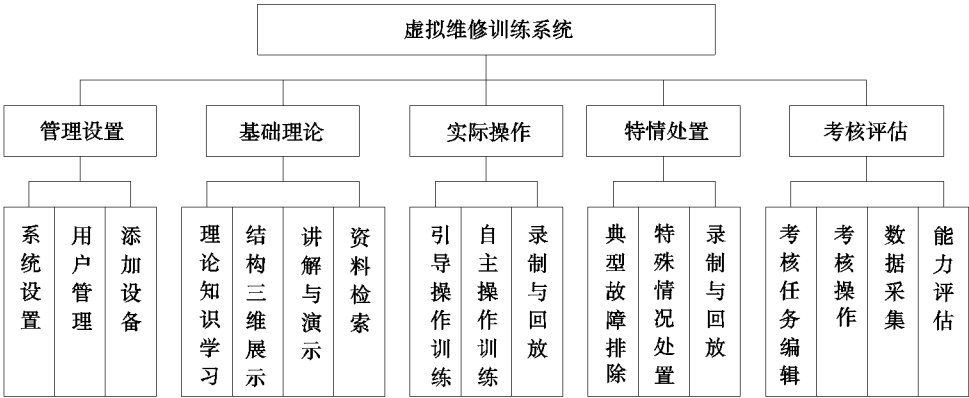 虚拟维修训练系统
管理设置
基础理论
实际操作
特情处置
考核评估
系统设置
用户管理
添加设备
理论知识学习
结构三维展示
讲解与演示
资料检索
引导操作训练
自主操作训练
录制与回放
典型故障排除
特殊情况处置
录制与回放
考核任务编辑
考核操作
数据采集
能力评估